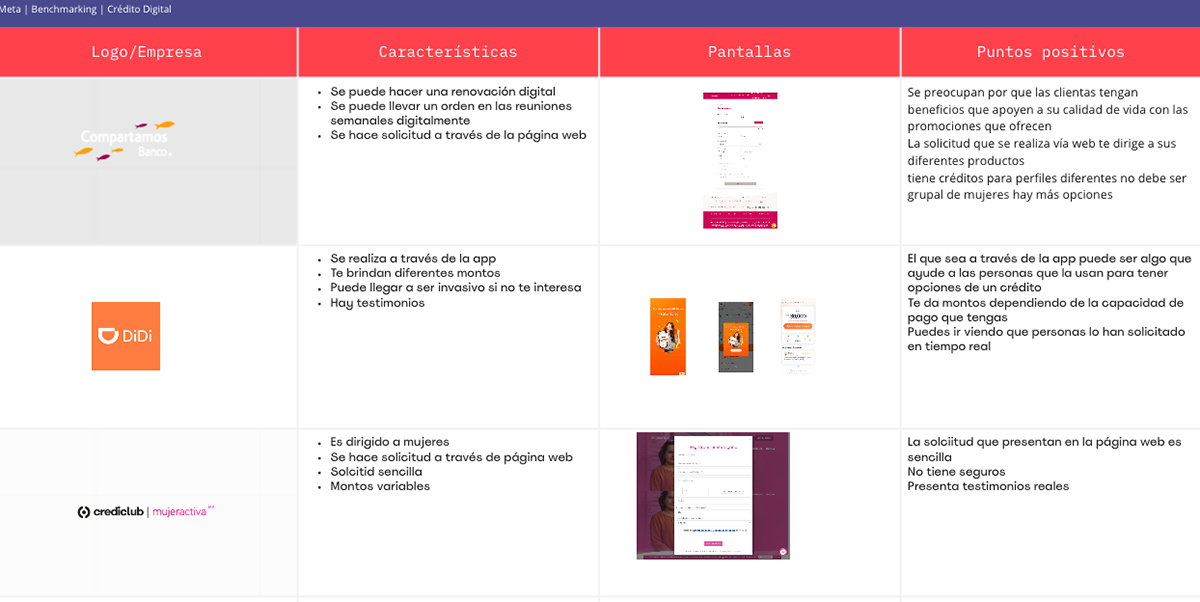 Meta | Benchmarking | Crédito Digital
Logo/Empresa
Características
Pantallas
Puntos positivos
Compartamos
Banco.
Se puede hacer una renovación digital
Se puede llevar un orden en las reuniones
semanales digitalmente
Se hace solicitud a través de la página web
Se preocupan por que las clientas tengan
beneficios que apoyen a su calidad de vida con las
promociones que ofrecen
La solicitud que se realiza vía web te dirige a sus
diferentes productos
tiene créditos para perfiles diferentes no debe ser
grupal de mujeres hay más opciones
DiDi
Se realiza a través de la app
Te brindan diferentes montos
Puede llegar a ser invasivo si no te interesa
Hay testimonios
El que sea a través de la app puede ser algo que
ayude a las personas que la usan para tener
opciones de un crédito
Te da montos dependiendo de la capacidad de
pago que tengas
Puedes ir viendo que personas lo han solicitado
en tiempo real
crediclub | mujeractiva
Es dirigido a mujeres
Se hace solicitud a través de página web
Solcitid sencilla
Montos variables
La solciitud que presentan en la página web es
sencilla
No tiene seguros
Presenta testimonios reales